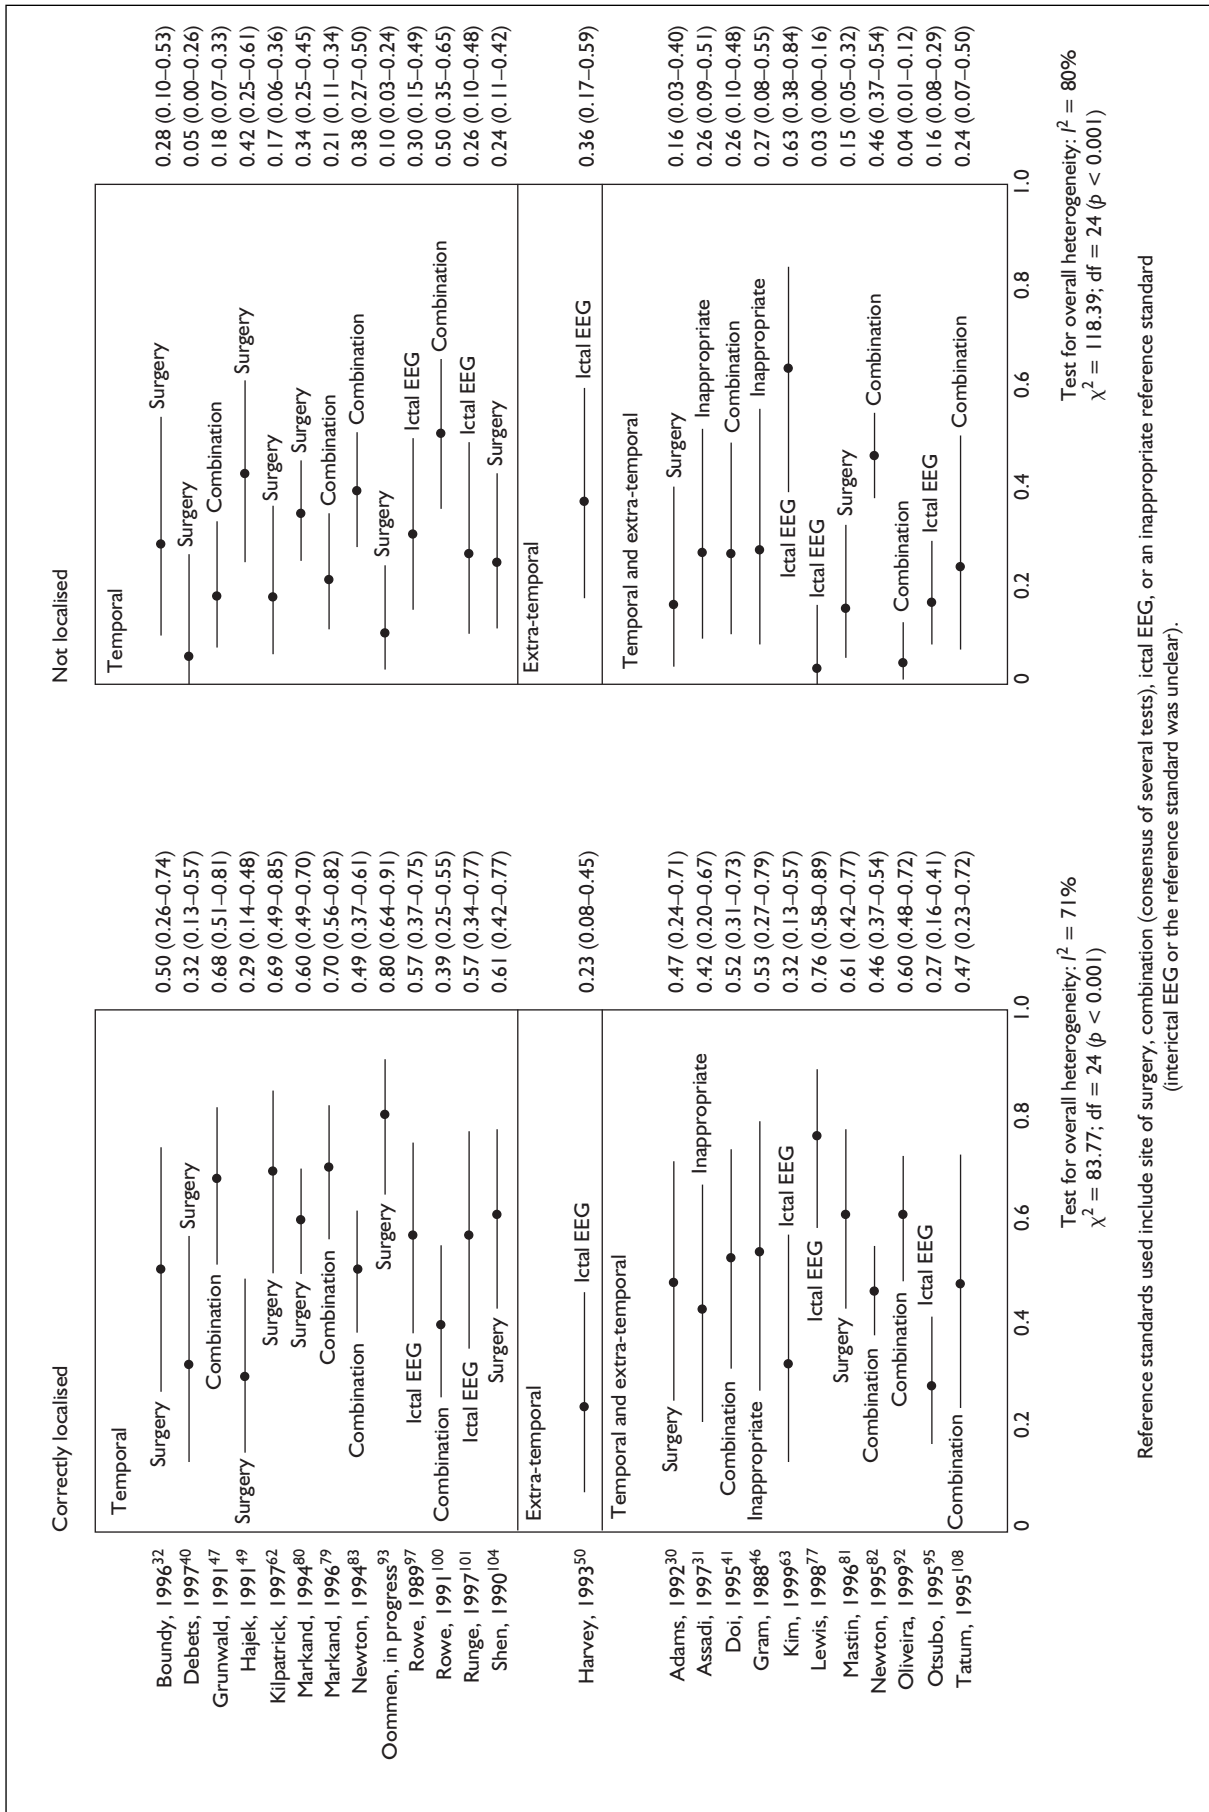 Correctly localised
Not localised
Temporal
Temporal
Boundy, 1996³² Surgery 0.50 (0.26–0.74) Surgery 0.28 (0.10–0.53)
Debets, 1997⁴⁰ Surgery 0.32 (0.13–0.57) Surgery 0.05 (0.00–0.26)
Grunwald, 1991⁴⁷ Combination 0.68 (0.51–0.81) Combination 0.18 (0.07–0.33)
Hajek, 1991⁴⁹ Surgery 0.29 (0.14–0.48) Surgery 0.42 (0.25–0.61)
Kilpatrick, 1997⁶² Surgery 0.69 (0.49–0.85) Surgery 0.17 (0.06–0.36)
Markand, 1994⁸⁰ Surgery 0.60 (0.49–0.70) Surgery 0.34 (0.25–0.45)
Markand, 1996⁷⁹ Combination 0.70 (0.56–0.82) Combination 0.21 (0.11–0.34)
Newton, 1994⁸³ Combination 0.49 (0.37–0.61) Combination 0.38 (0.27–0.50)
Oommen, in progress⁹³ Surgery 0.80 (0.64–0.91) Surgery 0.10 (0.03–0.24)
Rowe, 1989⁹⁷ Ictal EEG 0.57 (0.37–0.75) Ictal EEG 0.30 (0.15–0.49)
Rowe, 1991¹⁰⁰ Combination 0.39 (0.25–0.55) Combination 0.50 (0.35–0.65)
Runge, 1997¹⁰¹ Ictal EEG 0.57 (0.34–0.77) Ictal EEG 0.26 (0.10–0.48)
Shen, 1990¹⁰⁴ Surgery 0.61 (0.42–0.77) Surgery 0.24 (0.11–0.42)
Extra-temporal
Extra-temporal
Harvey, 1993⁵⁰ Ictal EEG 0.23 (0.08–0.45) Ictal EEG 0.36 (0.17–0.59)
Temporal and extra-temporal
Temporal and extra-temporal
Adams, 1992³⁰ Surgery 0.47 (0.24–0.71) Surgery 0.16 (0.03–0.40)
Assadi, 1997³¹ Inappropriate 0.42 (0.20–0.67) Inappropriate 0.26 (0.09–0.51)
Doi, 1995⁴¹ Combination 0.52 (0.31–0.73) Combination 0.26 (0.10–0.48)
Gram, 1988⁴⁶ Inappropriate 0.53 (0.27–0.79) Inappropriate 0.27 (0.08–0.55)
Kim, 1999⁶³ Ictal EEG 0.32 (0.13–0.57) Ictal EEG 0.63 (0.38–0.84)
Lewis, 1998⁷⁷ Ictal EEG 0.76 (0.58–0.89) Ictal EEG 0.03 (0.00–0.16)
Mastin, 1996⁸¹ Surgery 0.61 (0.42–0.77) Surgery 0.15 (0.05–0.32)
Newton, 1995⁸² Combination 0.46 (0.37–0.54) Combination 0.46 (0.37–0.54)
Oliveira, 1999⁹² Combination 0.60 (0.48–0.72) Combination 0.04 (0.01–0.12)
Otsubo, 1995⁹⁵ Ictal EEG 0.27 (0.16–0.41) Ictal EEG 0.16 (0.08–0.29)
Tatum, 1995¹⁰⁸ Combination 0.47 (0.23–0.72) Combination 0.24 (0.07–0.50)
0 0.2 0.4 0.6 0.8 1.0
0 0.2 0.4 0.6 0.8 1.0
Test for overall heterogeneity: I² = 71%
χ² = 83.77; df = 24 (p < 0.001)
Test for overall heterogeneity: I² = 80%
χ² = 118.39; df = 24 (p < 0.001)
Reference standards used include site of surgery, combination (consensus of several tests), ictal EEG, or an inappropriate reference standard
(interictal EEG or the reference standard was unclear).